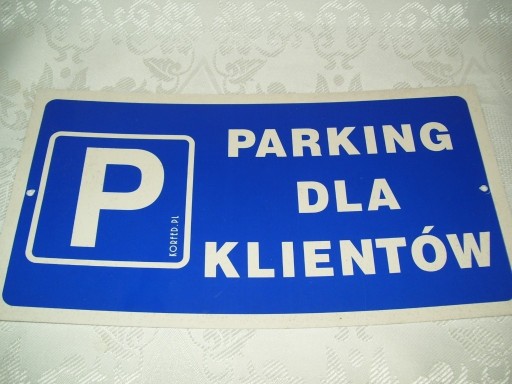 P
KORFED.PL
PARKING
DLA
KLIENTÓW